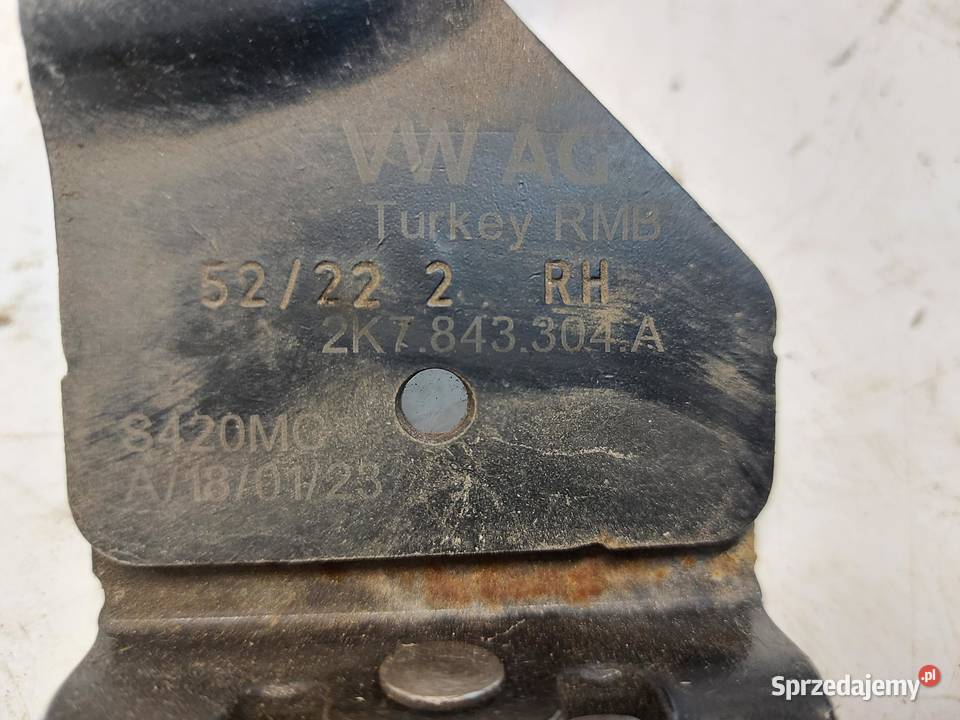 VW AG
Turkey RMB
52/22 2 RH
2K7.843.304.A
S420MC
A/18/01/23
Sprzedajemy.pl